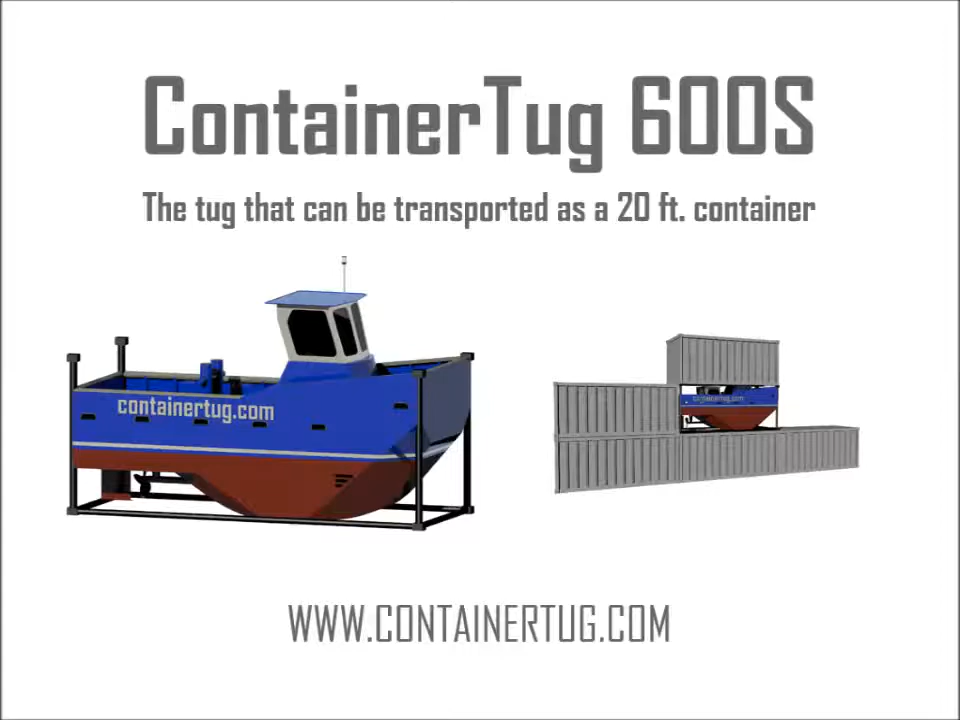 ContainerTug 600S
The tug that can be transported as a 20 ft. container
containertug.com
containertug.com
WWW.CONTAINERTUG.COM